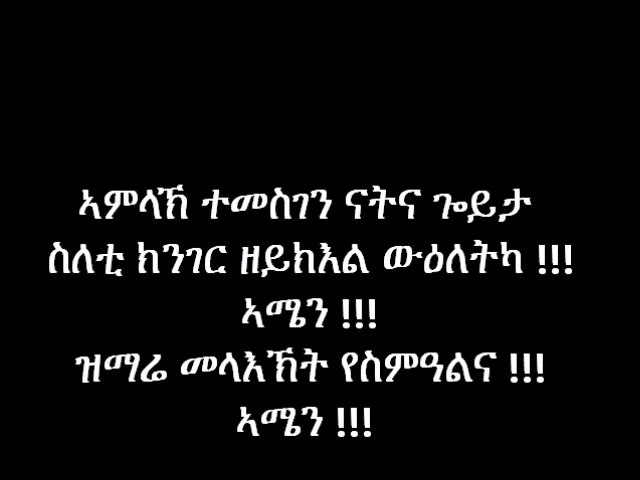 ኣምላኽ ተመስገን ናትና ጐይታ
ስለቲ ክንገር ዘይክእል ውዕለትካ !!!
ኣሜን !!!
ዝማሬ መላእኽት የስምዓልና !!!
ኣሜን !!!